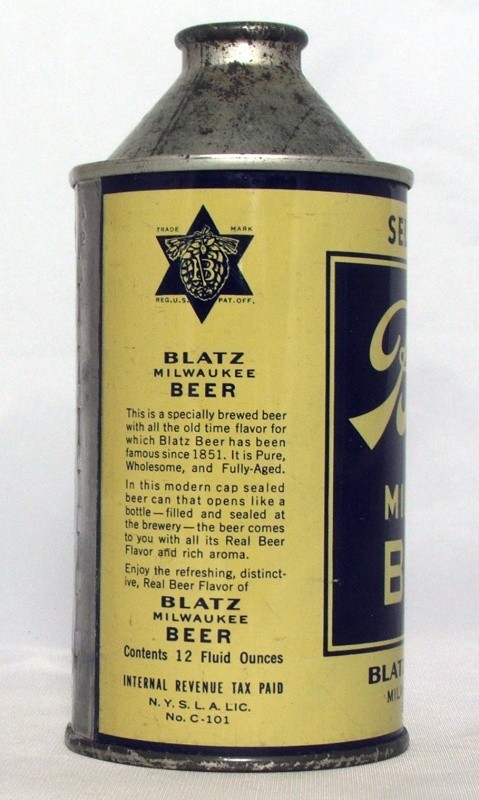 TRADE MARK
B
REG.U.S. PAT.OFF.
BLATZ
MILWAUKEE
BEER
This is a specially brewed beer
with all the old time flavor for
which Blatz Beer has been
famous since 1851. It is Pure,
Wholesome, and Fully-Aged.
In this modern cap sealed
beer can that opens like a
bottle—filled and sealed at
the brewery—the beer comes
to you with all its Real Beer
Flavor and rich aroma.
Enjoy the refreshing, distinct-
ive, Real Beer Flavor of
BLATZ
MILWAUKEE
BEER
Contents 12 Fluid Ounces
INTERNAL REVENUE TAX PAID
N.Y.S.L.A. LIC.
No. C-101
SE
B
MI
B
BLAT
MIL